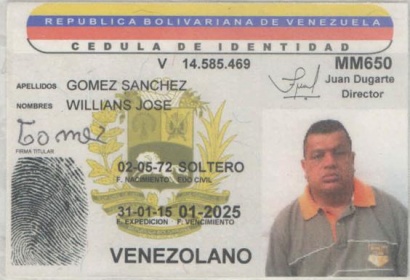 REPUBLICA BOLIVARIANA DE VENEZUELA
CEDULA DE IDENTIDAD
V 14.585.469
MM650
APELLIDOS GOMEZ SANCHEZ
Juan Dugarte
Director
NOMBRES WILLIANS JOSE
Gomez
FIRMA TITULAR
02-05-72 SOLTERO
F. NACIMIENTO EDO CIVIL
31-01-15 01-2025
F. EXPEDICION F. VENCIMIENTO
VENEZOLANO